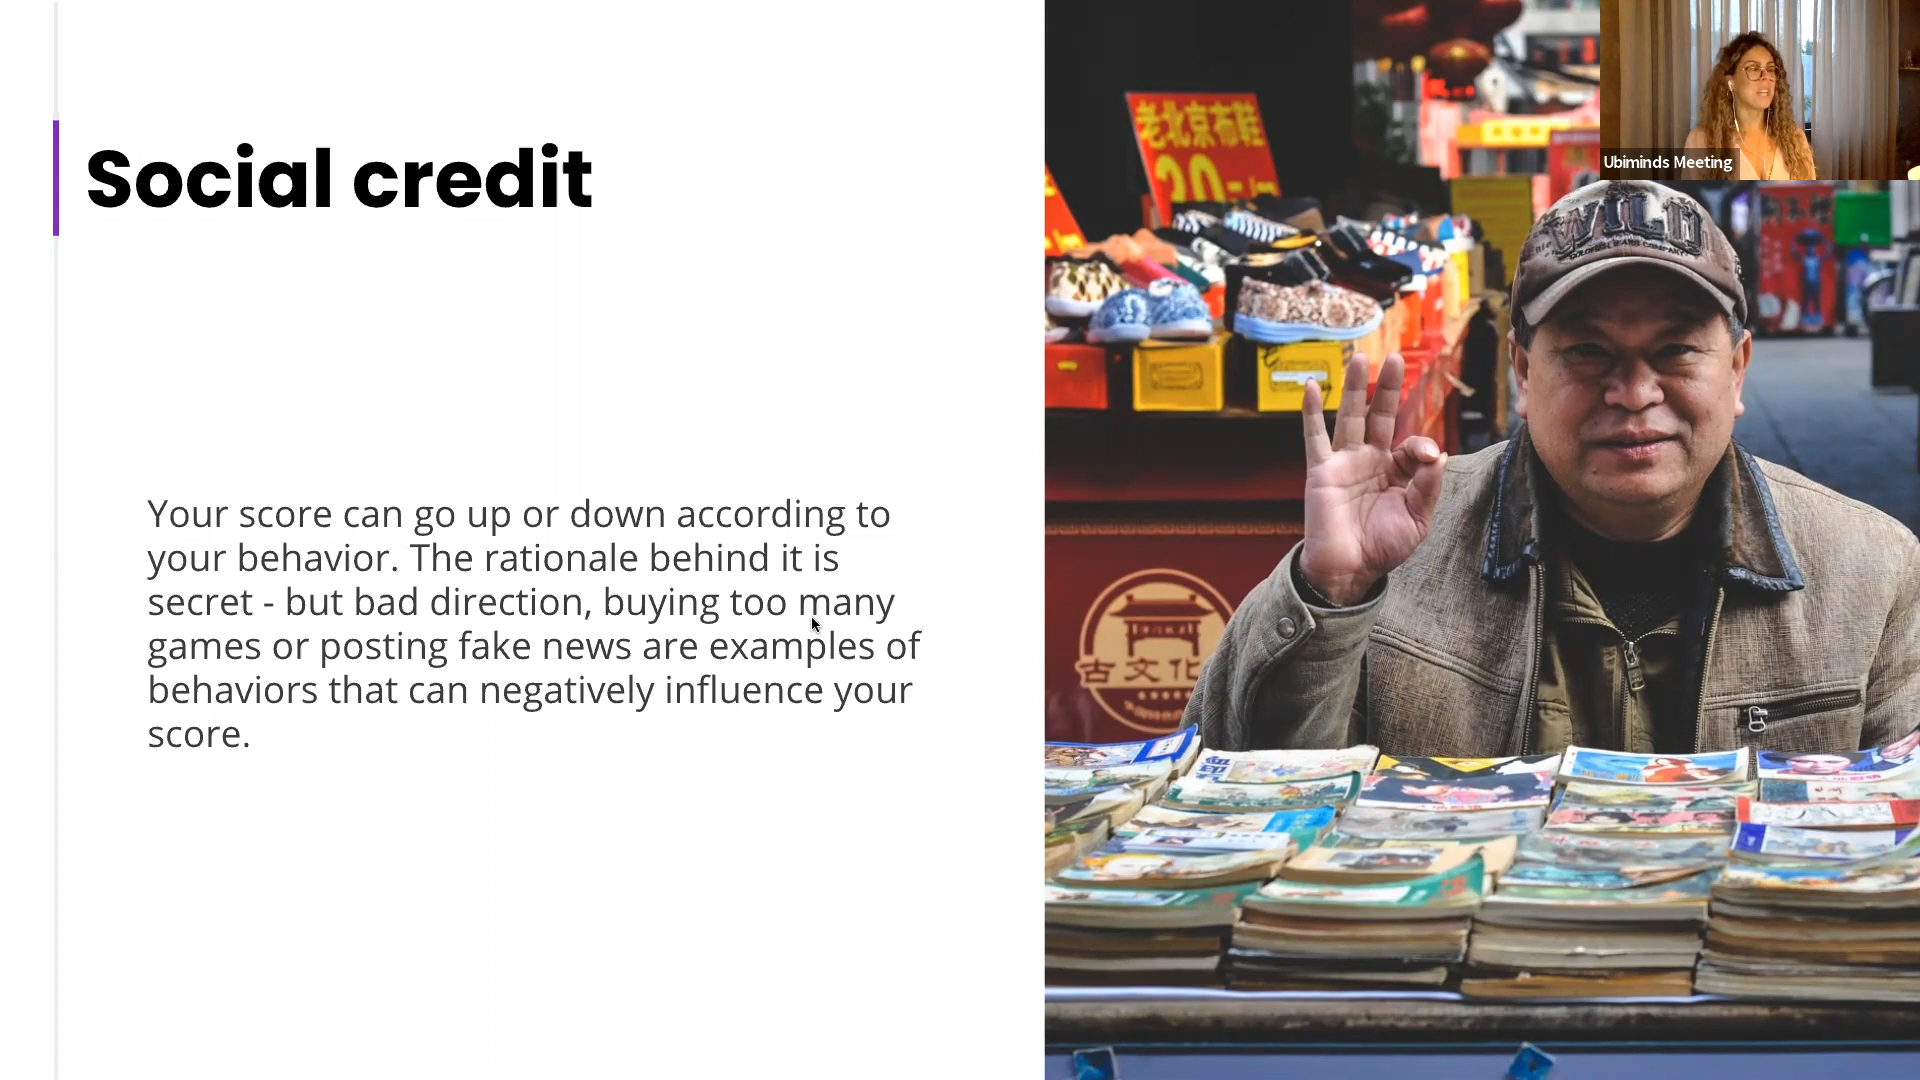 Social credit
Your score can go up or down according to
your behavior. The rationale behind it is
secret - but bad direction, buying too many
games or posting fake news are examples of
behaviors that can negatively influence your
score.
老北京布鞋
WILD
古文化
Ubiminds Meeting